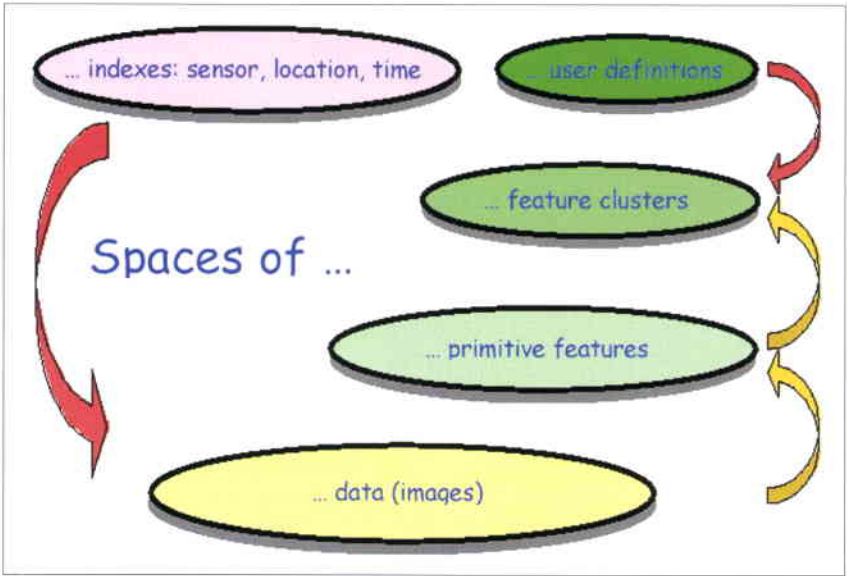 ... indexes: sensor, location, time
... user definitions
... feature clusters
Spaces of ...
... primitive features
... data (images)